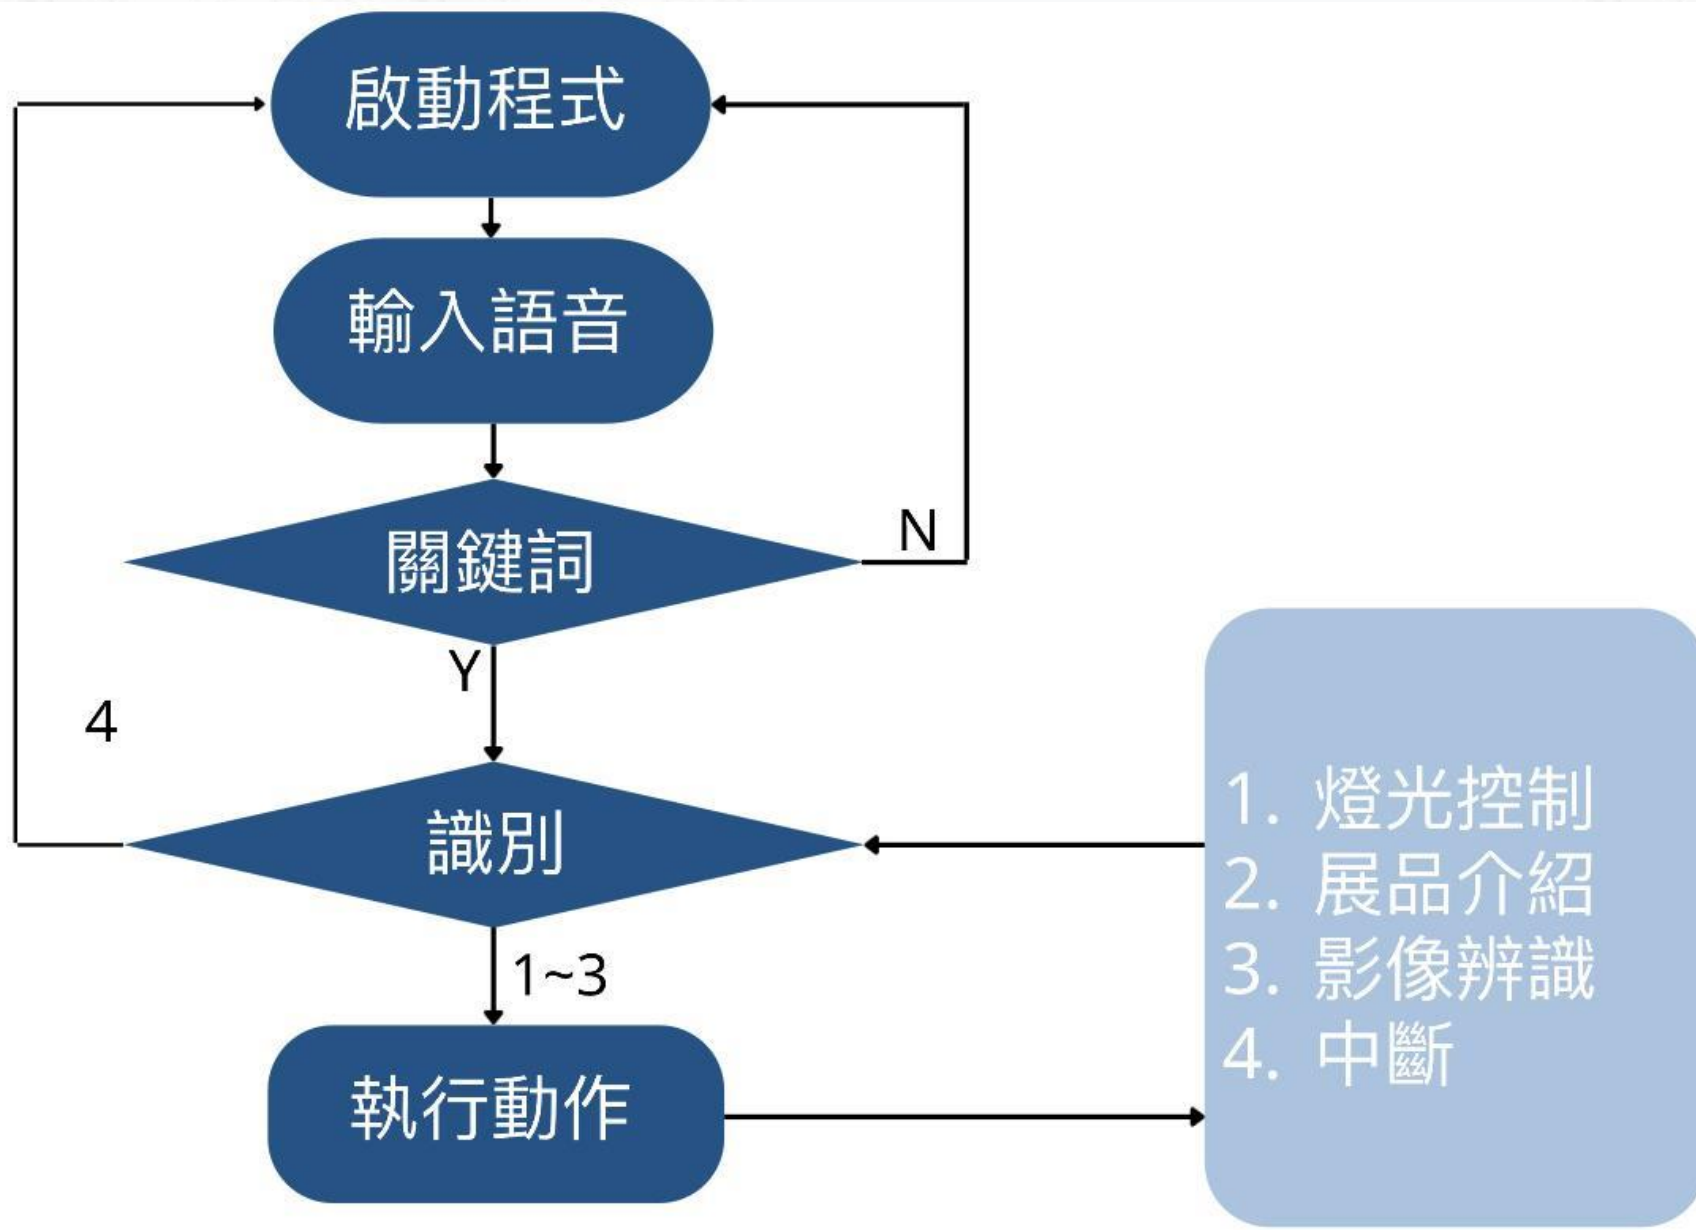 啟動程式
輸入語音
關鍵詞
N
Y
4
識別
1~3
執行動作
1. 燈光控制
2. 展品介紹
3. 影像辨識
4. 中斷